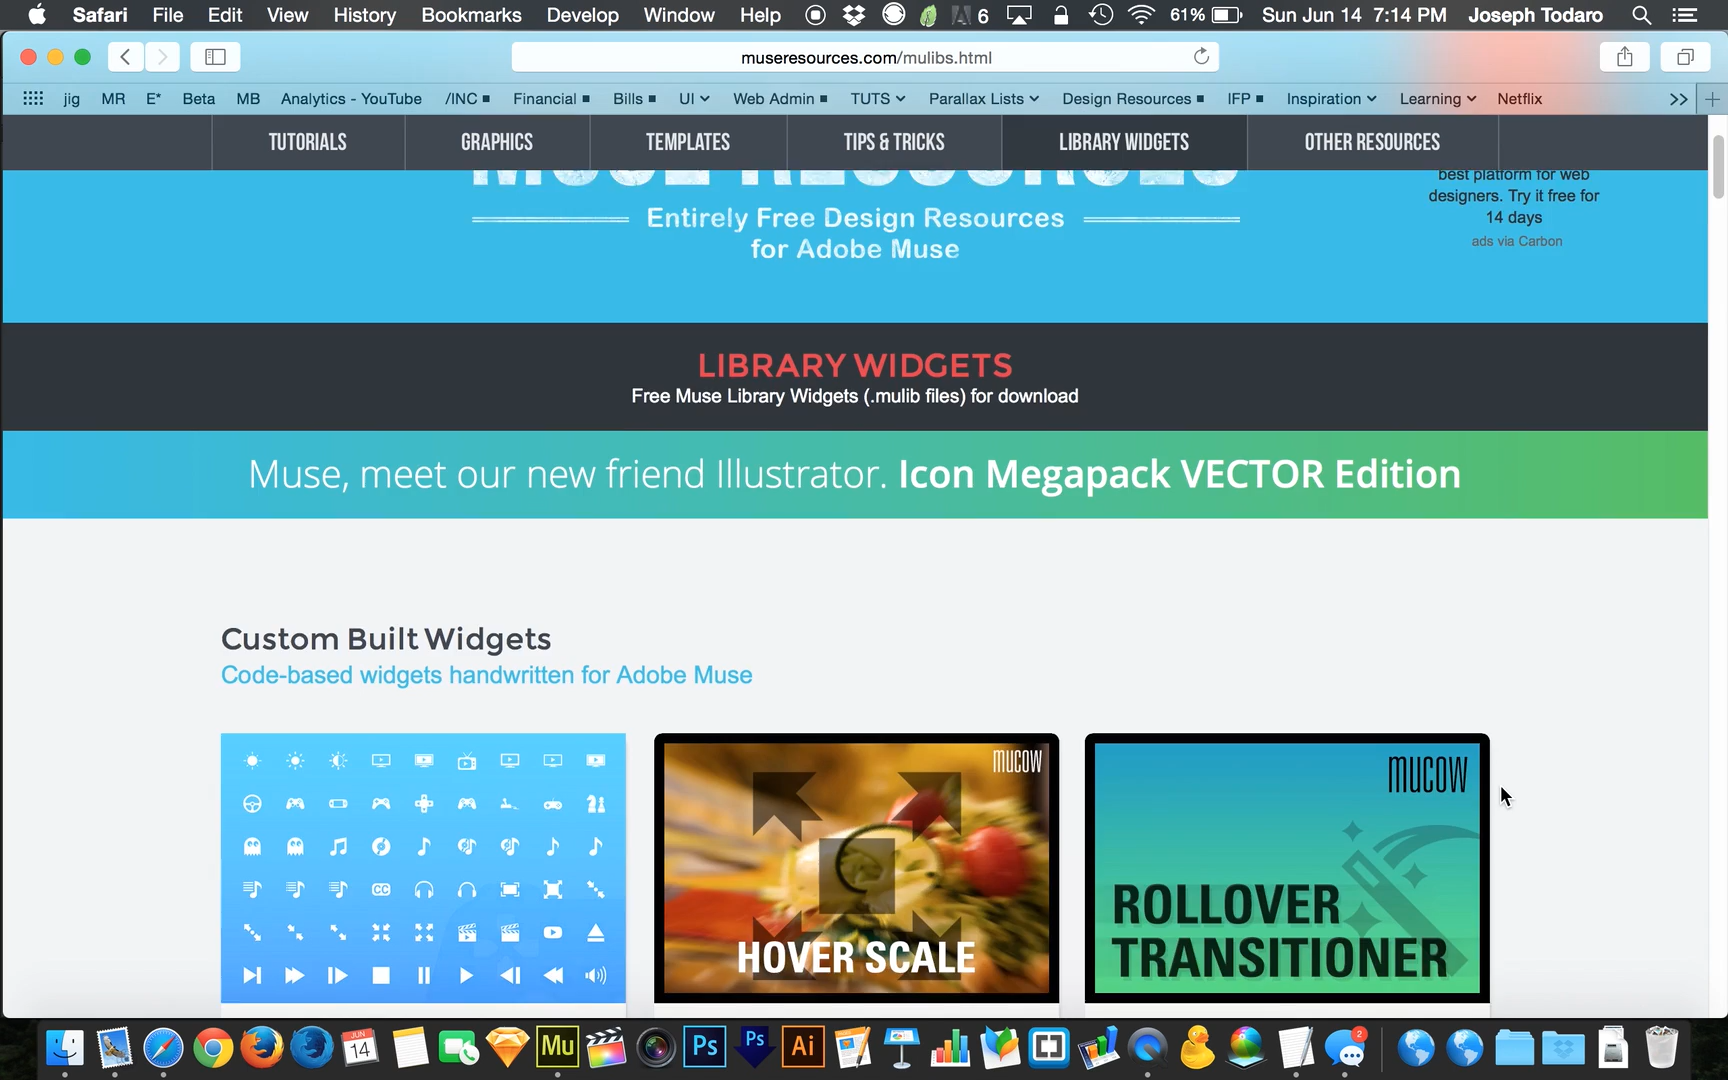 Safari File Edit View History Bookmarks Develop Window Help 6 61% Sun Jun 14 7:14 PM Joseph Todaro
museresources.com/mulibs.html
jig MR E* Beta MB Analytics - YouTube /INC Financial Bills UI Web Admin TUTS Parallax Lists Design Resources IFP Inspiration Learning Netflix >> +
TUTORIALS GRAPHICS TEMPLATES TIPS & TRICKS LIBRARY WIDGETS OTHER RESOURCES
MUSE RESOURCES
Entirely Free Design Resources
for Adobe Muse
best platform for web
designers. Try it free for
14 days
ads via Carbon
LIBRARY WIDGETS
Free Muse Library Widgets (.mulib files) for download
Muse, meet our new friend Illustrator. Icon Megapack VECTOR Edition
Custom Built Widgets
Code-based widgets handwritten for Adobe Muse
CC
MUCOW
HOVER SCALE
MUCOW
ROLLOVER
TRANSITIONER
JUN
14
Mu
Ps
Ps
Ai
2